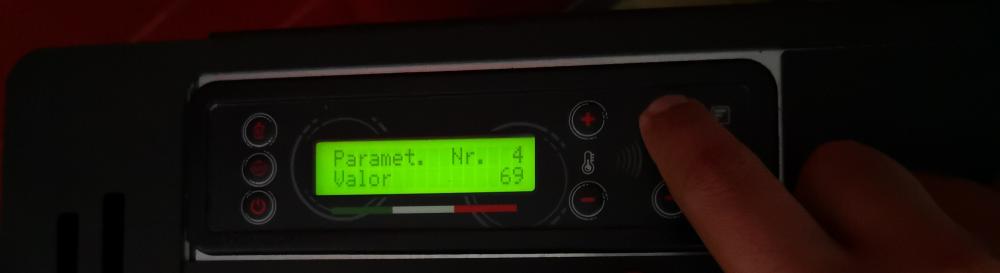 Paramet. Nr. 4
Valor 69